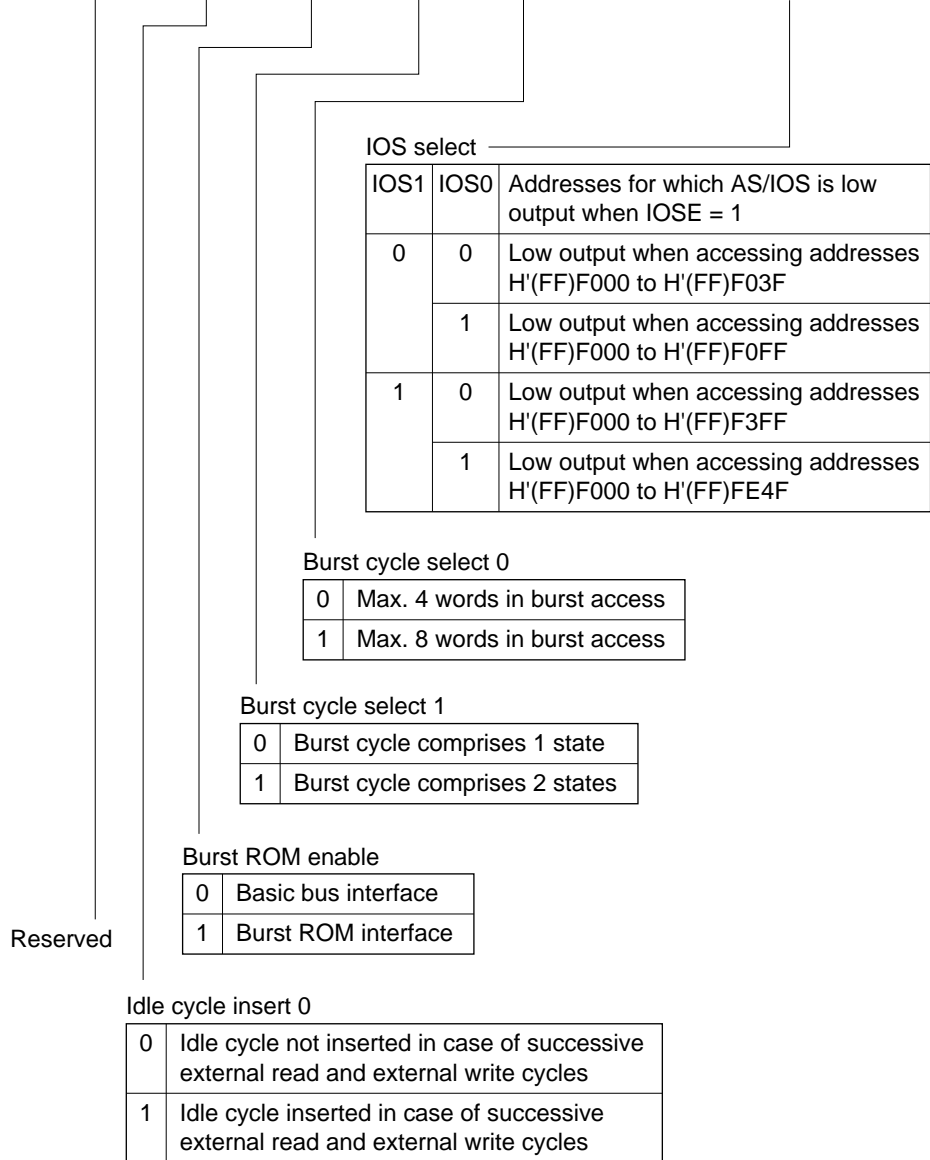 IOS select
IOS1 IOS0 Addresses for which AS/IOS is low
output when IOSE = 1
0 0 Low output when accessing addresses
H'(FF)F000 to H'(FF)F03F
1 Low output when accessing addresses
H'(FF)F000 to H'(FF)F0FF
1 0 Low output when accessing addresses
H'(FF)F000 to H'(FF)F3FF
1 Low output when accessing addresses
H'(FF)F000 to H'(FF)FE4F
Burst cycle select 0
0 Max. 4 words in burst access
1 Max. 8 words in burst access
Burst cycle select 1
0 Burst cycle comprises 1 state
1 Burst cycle comprises 2 states
Burst ROM enable
0 Basic bus interface
1 Burst ROM interface
Reserved
Idle cycle insert 0
0 Idle cycle not inserted in case of successive
external read and external write cycles
1 Idle cycle inserted in case of successive
external read and external write cycles